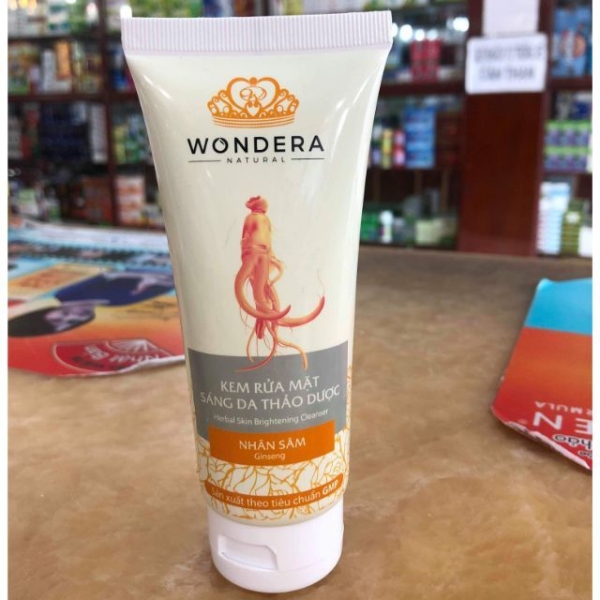 WONDERA
NATURAL
KEM RỬA MẶT
SÁNG DA THẢO DƯỢC
Herbal Skin Brightening Cleanser
NHÂN SÂM
Ginseng
Sản xuất theo tiêu chuẩn GMP
EN